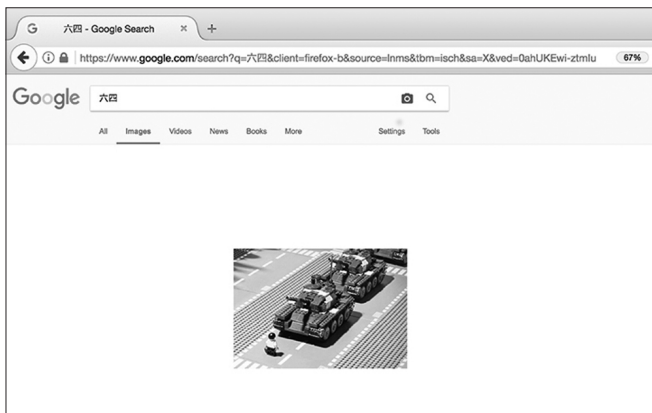 六四 - Google Search
https://www.google.com/search?q=六四&client=firefox-b&source=lnms&tbm=isch&sa=X&ved=0ahUKEwi-ztmlu 67%
Google 六四
All Images Videos News Books More Settings Tools